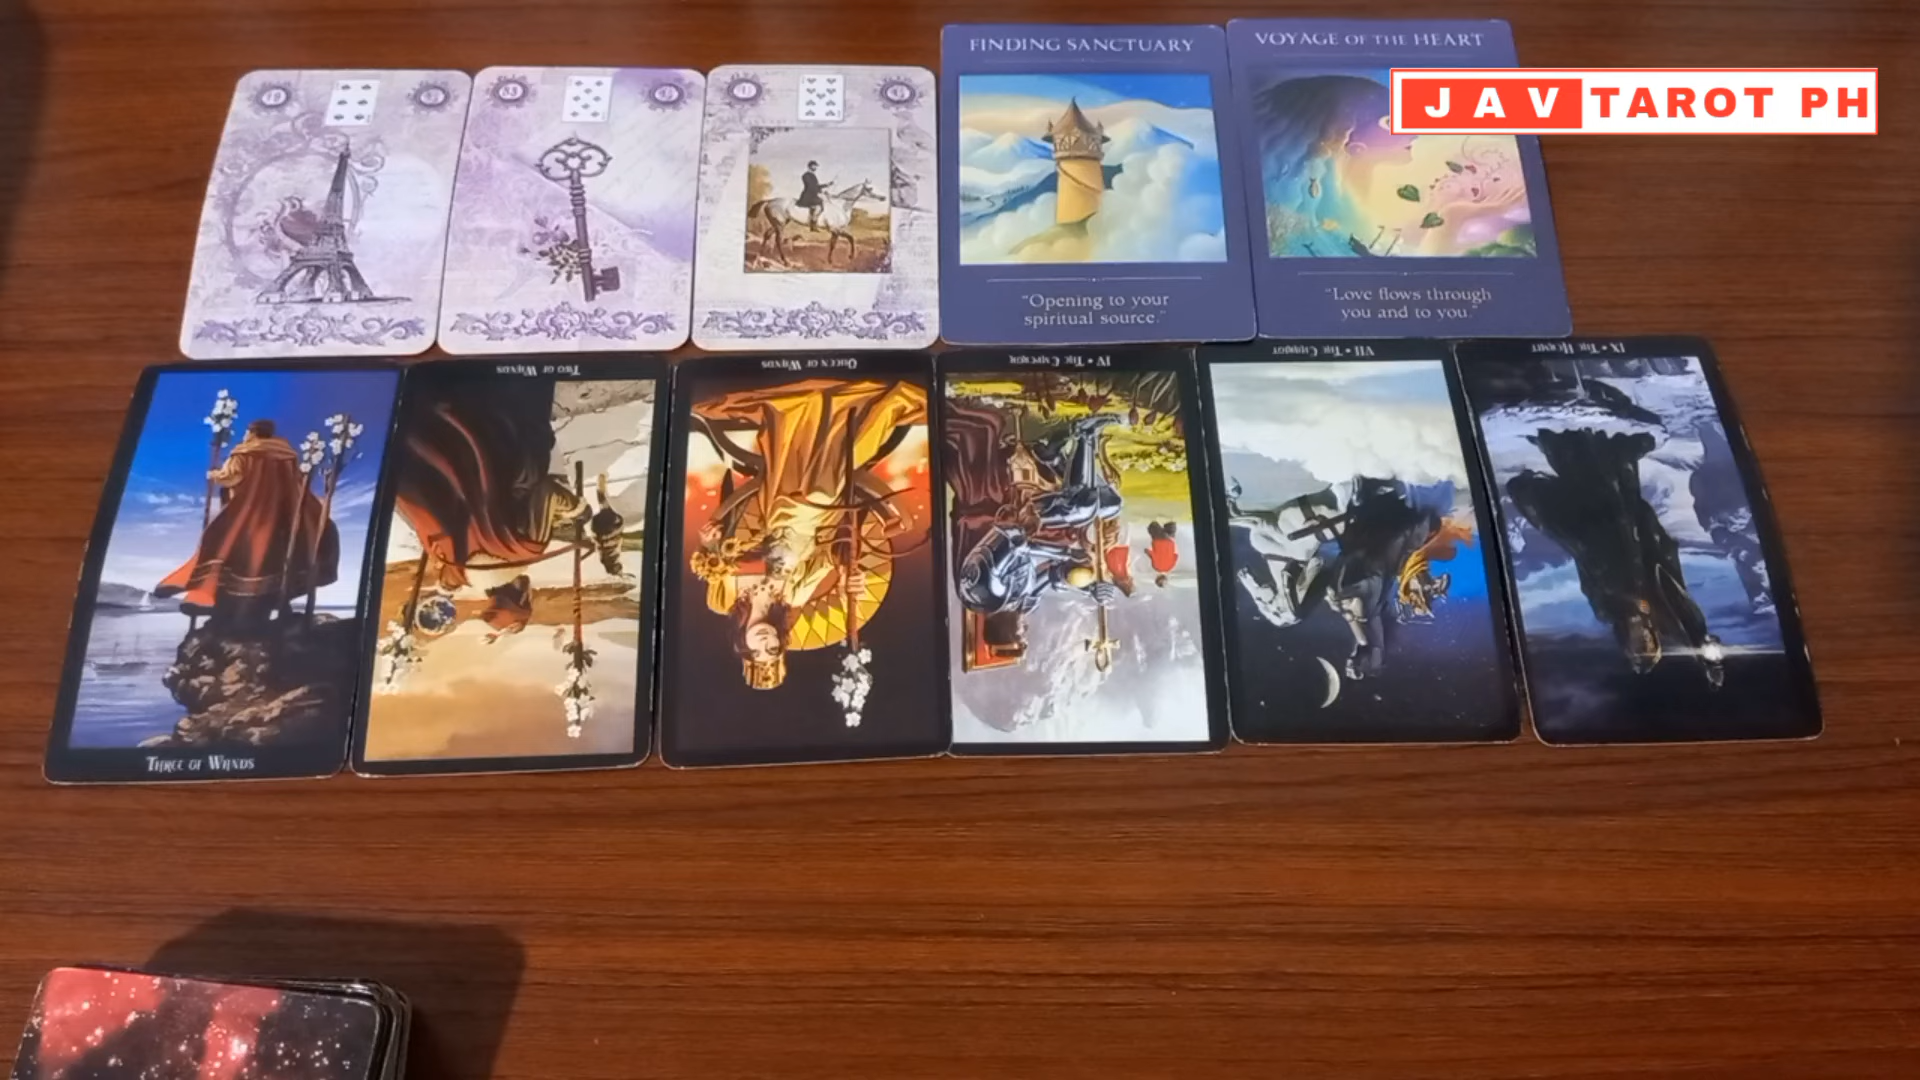 FINDING SANCTUARY
VOYAGE OF THE HEART
JAV TAROT PH
19
33
"Opening to your
spiritual source."
"Love flows through
you and to you."
TWO OF WANDS
QUEEN OF WANDS
IV • THE EMPEROR
VII • THE CHARIOT
IX • THE HERMIT
THREE OF WANDS